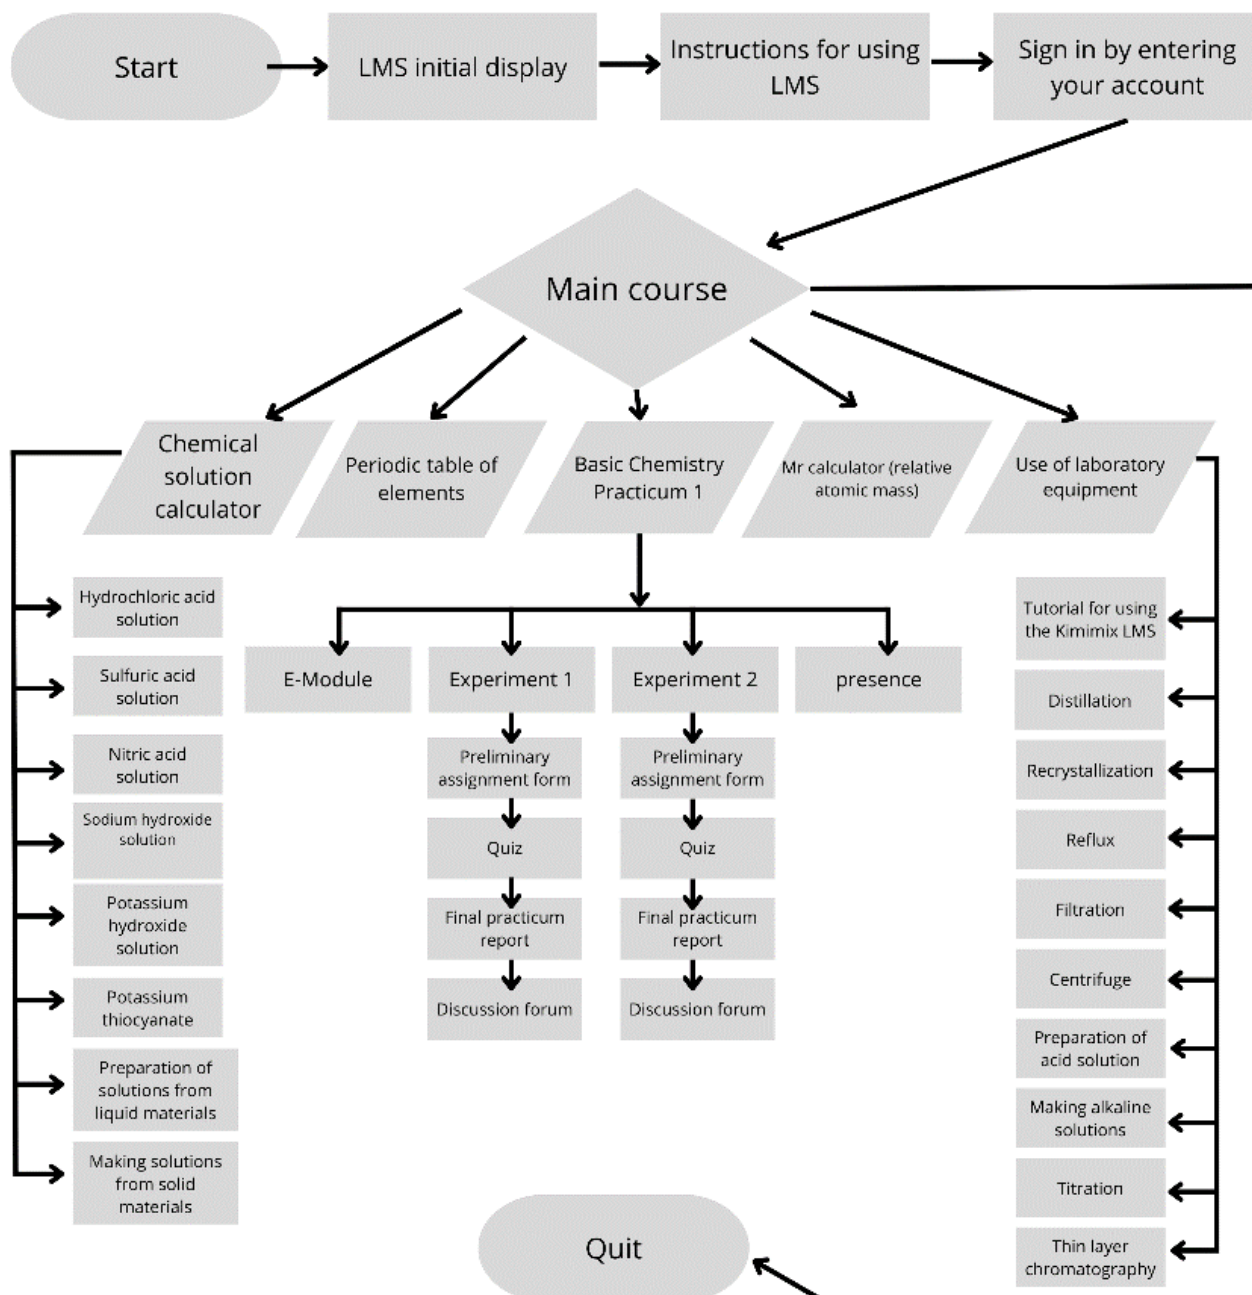 Start
LMS initial display
Instructions for using
LMS
Sign in by entering
your account
Main course
Chemical
solution
calculator
Periodic table of
elements
Basic Chemistry
Practicum 1
Mr calculator (relative
atomic mass)
Use of laboratory
equipment
Hydrochloric acid
solution
Sulfuric acid
solution
Nitric acid
solution
Sodium hydroxide
solution
Potassium
hydroxide
solution
Potassium
thiocyanate
Preparation of
solutions from
liquid materials
Making solutions
from solid
materials
E-Module
Experiment 1
Preliminary
assignment form
Quiz
Final practicum
report
Discussion forum
Experiment 2
Preliminary
assignment form
Quiz
Final practicum
report
Discussion forum
presence
Tutorial for using
the Kimimix LMS
Distillation
Recrystallization
Reflux
Filtration
Centrifuge
Preparation of
acid solution
Making alkaline
solutions
Titration
Thin layer
chromatography
Quit